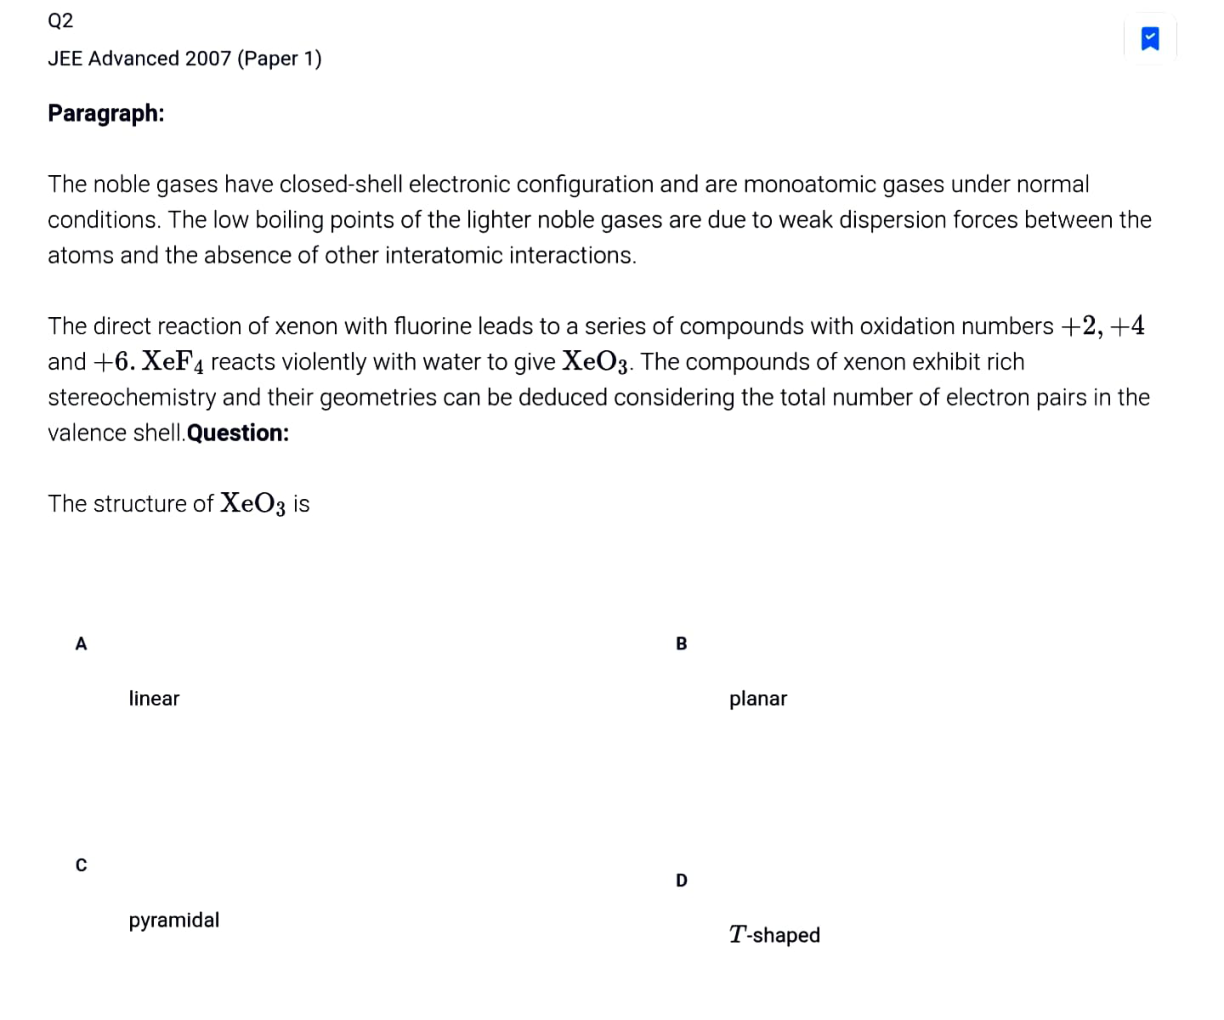 Q2
JEE Advanced 2007 (Paper 1)
Paragraph:
The noble gases have closed-shell electronic configuration and are monoatomic gases under normal
conditions. The low boiling points of the lighter noble gases are due to weak dispersion forces between the
atoms and the absence of other interatomic interactions.
The direct reaction of xenon with fluorine leads to a series of compounds with oxidation numbers +2, +4
and +6. XeF₄ reacts violently with water to give XeO₃. The compounds of xenon exhibit rich
stereochemistry and their geometries can be deduced considering the total number of electron pairs in the
valence shell.Question:
The structure of XeO₃ is
A
linear
B
planar
C
pyramidal
D
T-shaped